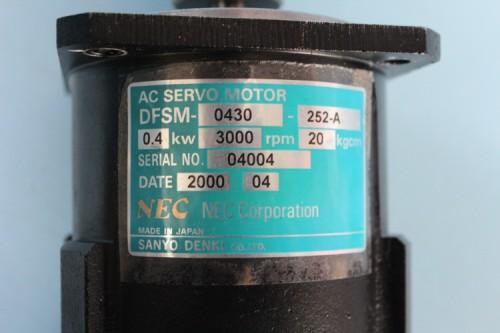 AC SERVO MOTOR
DFSM- 0430 - 252-A
0.4 kw 3000 rpm 20 kgcm
SERIAL NO. 04004
DATE 2000 04
NEC NEC Corporation
MADE IN JAPAN
SANYO DENKI CO.,LTD.